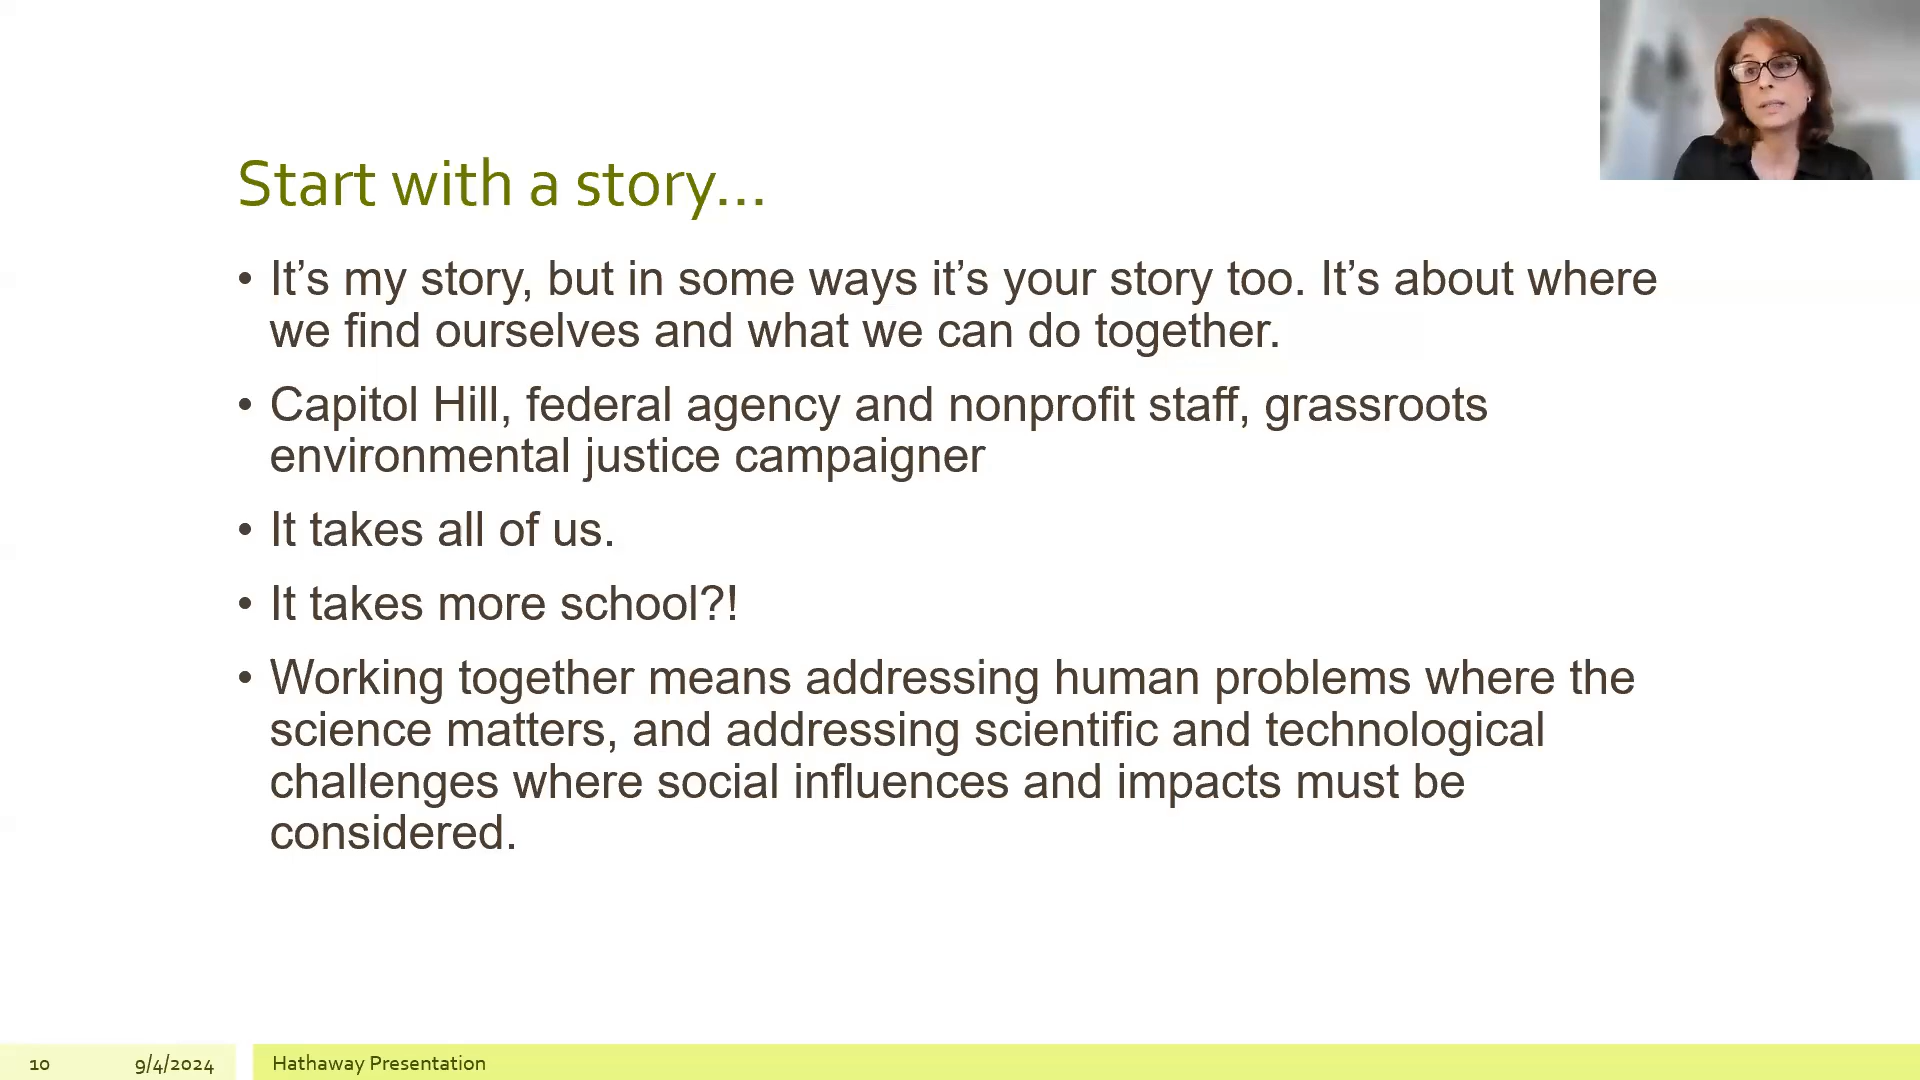 Start with a story...
• It’s my story, but in some ways it’s your story too. It’s about where
we find ourselves and what we can do together.
• Capitol Hill, federal agency and nonprofit staff, grassroots
environmental justice campaigner
• It takes all of us.
• It takes more school?!
• Working together means addressing human problems where the
science matters, and addressing scientific and technological
challenges where social influences and impacts must be
considered.
10 9/4/2024 Hathaway Presentation